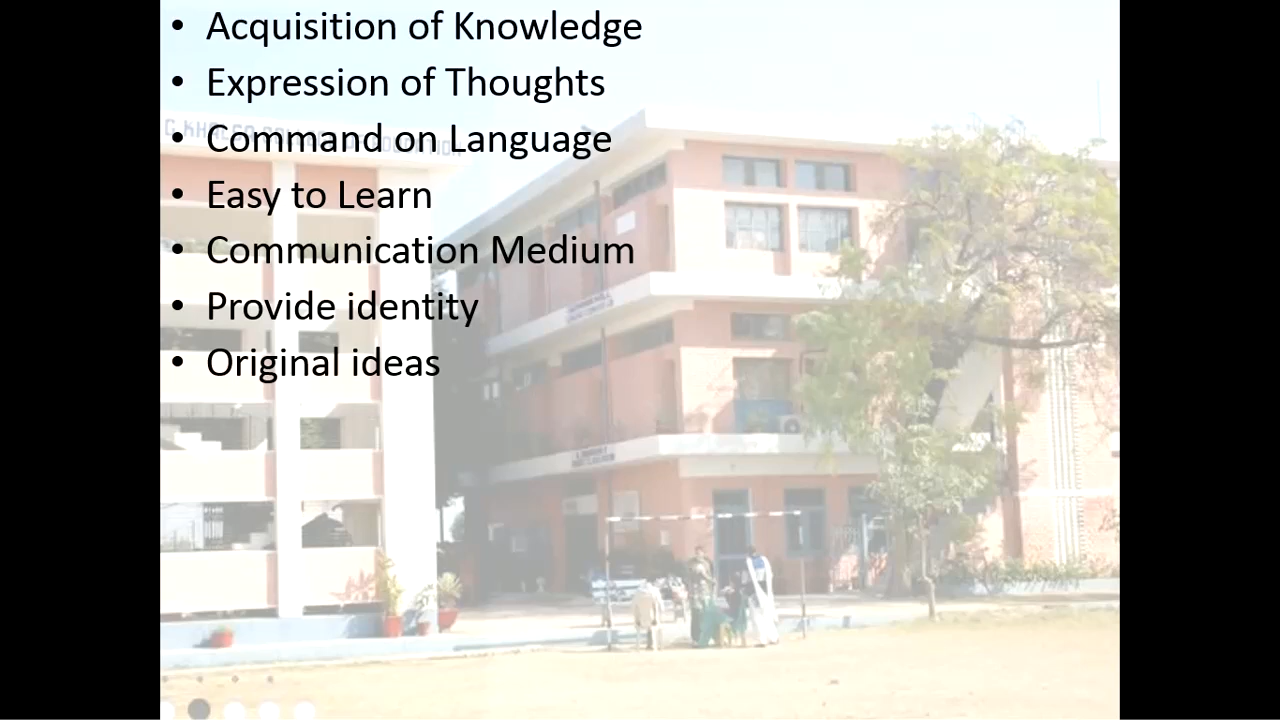 • Acquisition of Knowledge
• Expression of Thoughts
• Command on Language
• Easy to Learn
• Communication Medium
• Provide identity
• Original ideas